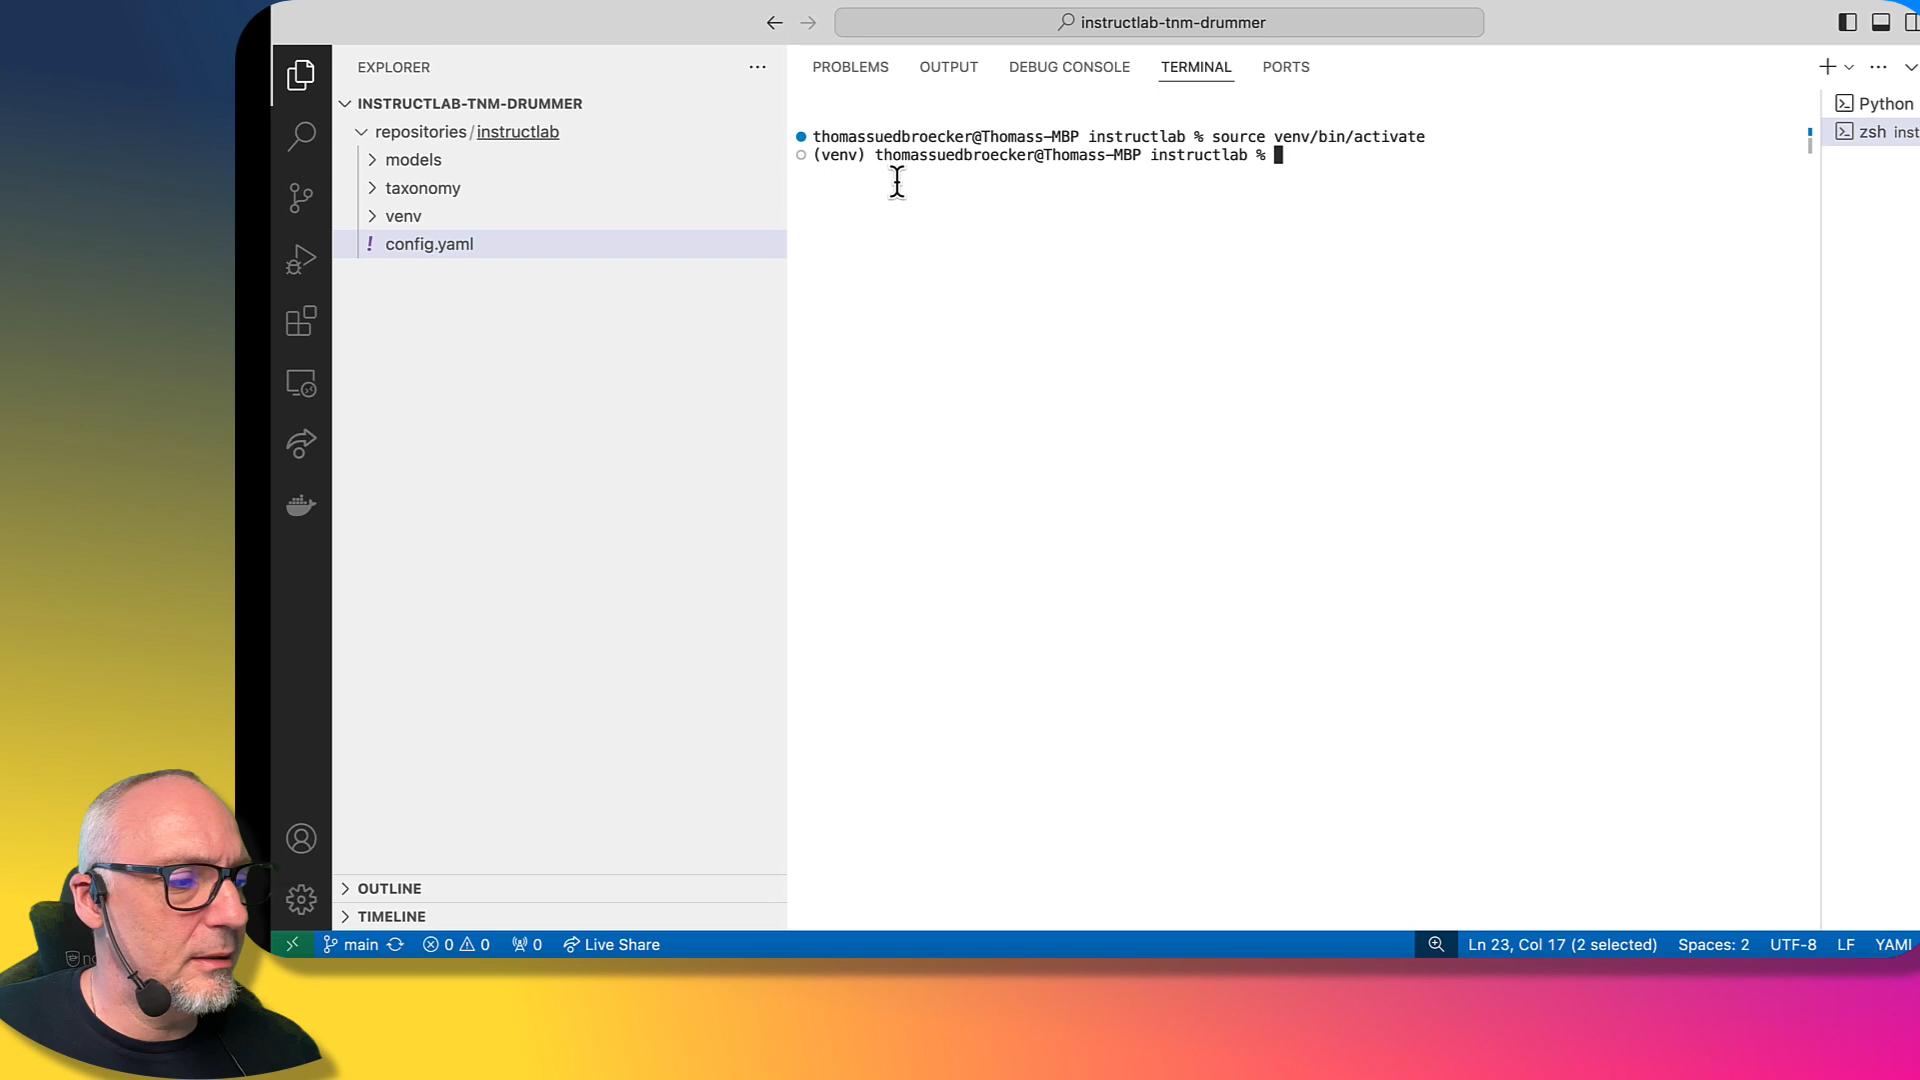 instructlab-tnm-drummer
EXPLORER
PROBLEMS
OUTPUT
DEBUG CONSOLE
TERMINAL
PORTS
INSTRUCTLAB-TNM-DRUMMER
repositories/instructlab
models
taxonomy
venv
config.yaml
thomassuedbroecker@Thomass-MBP instructlab % source venv/bin/activate
(venv) thomassuedbroecker@Thomass-MBP instructlab %
Python
zsh inst
OUTLINE
TIMELINE
main
0
0
0
Live Share
Ln 23, Col 17 (2 selected)
Spaces: 2
UTF-8
LF
YAML